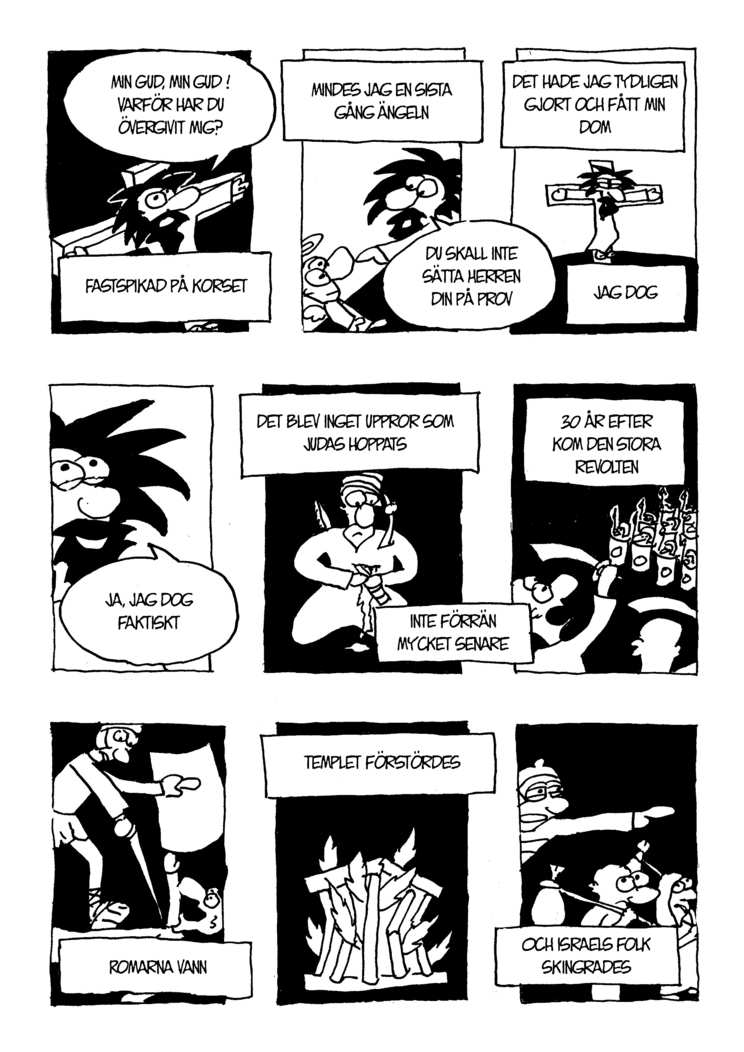 MIN GUD, MIN GUD !
VARFÖR HAR DU
ÖVERGIVIT MIG?
FASTSPIKAD PÅ KORSET
MINDES JAG EN SISTA
GÅNG ÄNGELN
DU SKALL INTE
SÄTTA HERREN
DIN PÅ PROV
DET HADE JAG TYDLIGEN
GJORT OCH FÅTT MIN
DOM
JAG DOG
JA, JAG DOG
FAKTISKT
DET BLEV INGET UPPROR SOM
JUDAS HOPPATS
INTE FÖRRÄN
MYCKET SENARE
30 ÅR EFTER
KOM DEN STORA
REVOLTEN
ROMARNA VANN
TEMPLET FÖRSTÖRDES
OCH ISRAELS FOLK
SKINGRADES